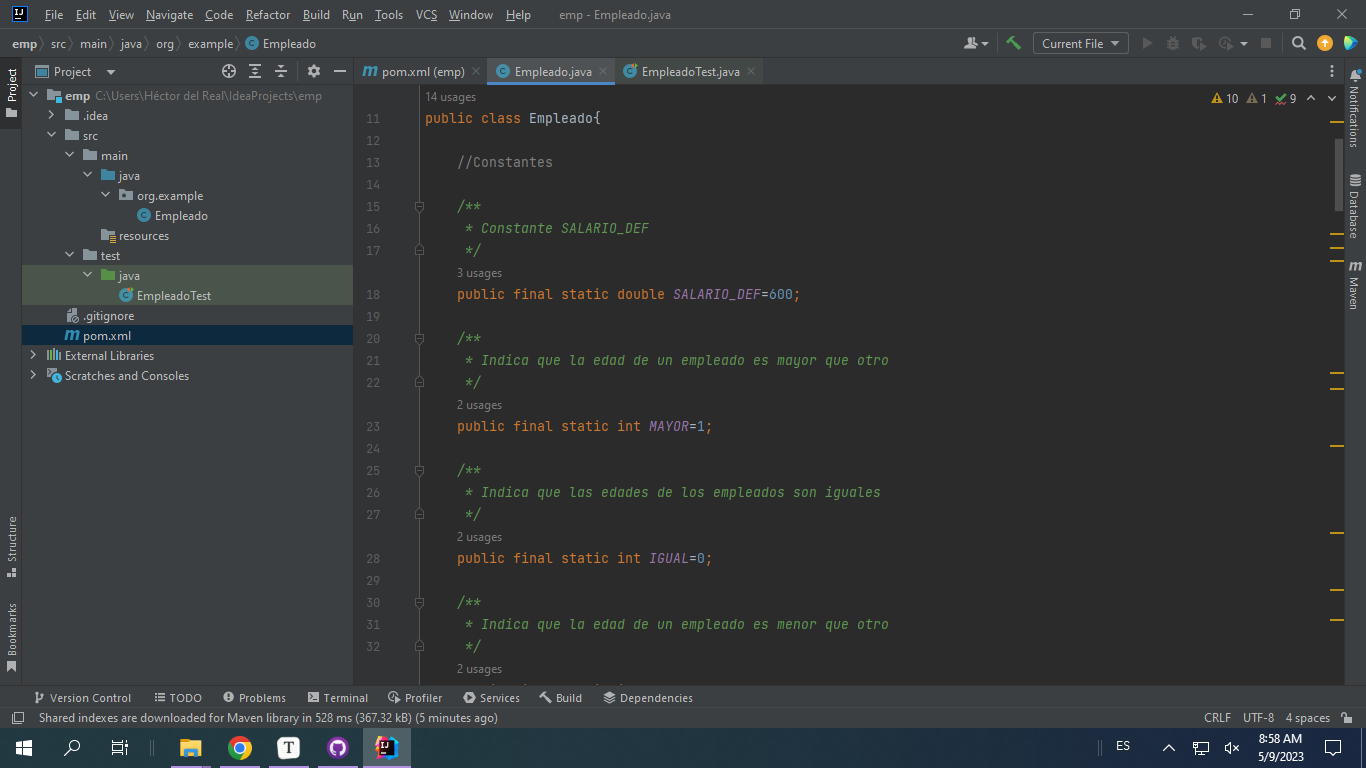 File Edit View Navigate Code Refactor Build Run Tools VCS Window Help emp - Empleado.java
emp src main java org example Empleado Current File
Project
Project
pom.xml (emp) Empleado.java EmpleadoTest.java
emp C:\Users\Héctor del Real\IdeaProjects\emp
.idea
src
main
java
org.example
Empleado
resources
test
java
EmpleadoTest
.gitignore
pom.xml
External Libraries
Scratches and Consoles
Structure
Bookmarks
14 usages
10 1 9
11 public class Empleado{
12
13 //Constantes
14
15 /**
16 * Constante SALARIO_DEF
17 */
3 usages
18 public final static double SALARIO_DEF=600;
19
20 /**
21 * Indica que la edad de un empleado es mayor que otro
22 */
2 usages
23 public final static int MAYOR=1;
24
25 /**
26 * Indica que las edades de los empleados son iguales
27 */
2 usages
28 public final static int IGUAL=0;
29
30 /**
31 * Indica que la edad de un empleado es menor que otro
32 */
2 usages
Notifications
Database
Maven
Version Control TODO Problems Terminal Profiler Services Build Dependencies
Shared indexes are downloaded for Maven library in 528 ms (367.32 kB) (5 minutes ago) CRLF UTF-8 4 spaces
ES 8:58 AM
5/9/2023